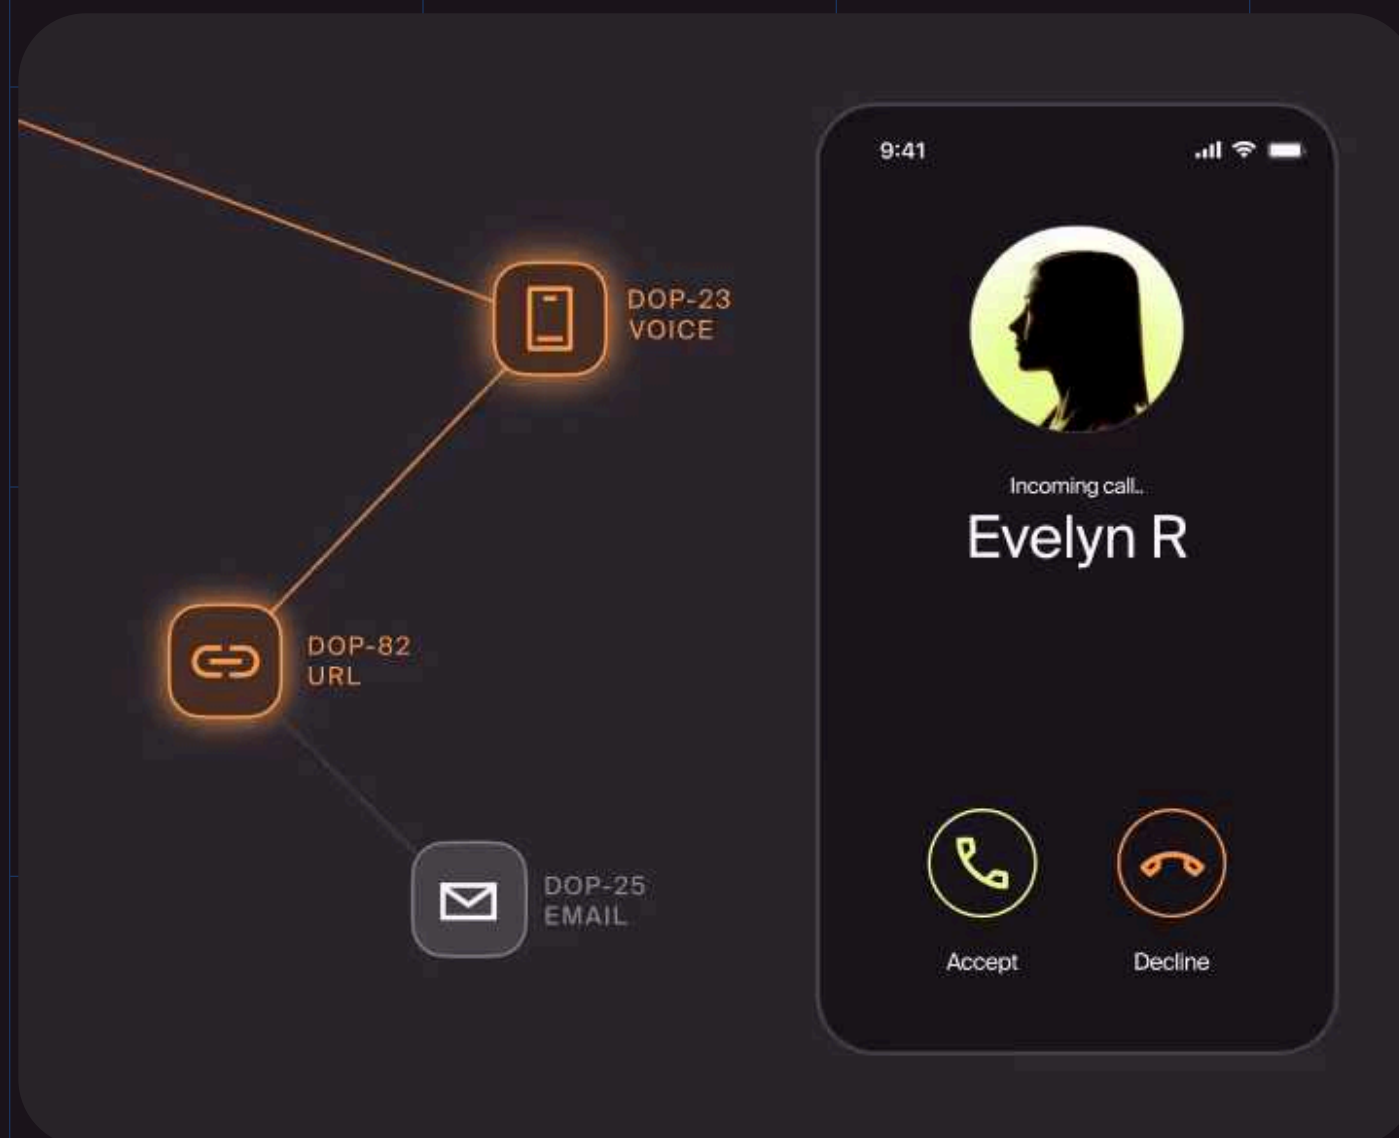 DOP-23
VOICE
DOP-82
URL
DOP-25
EMAIL
9:41
Incoming call..
Evelyn R
Accept
Decline